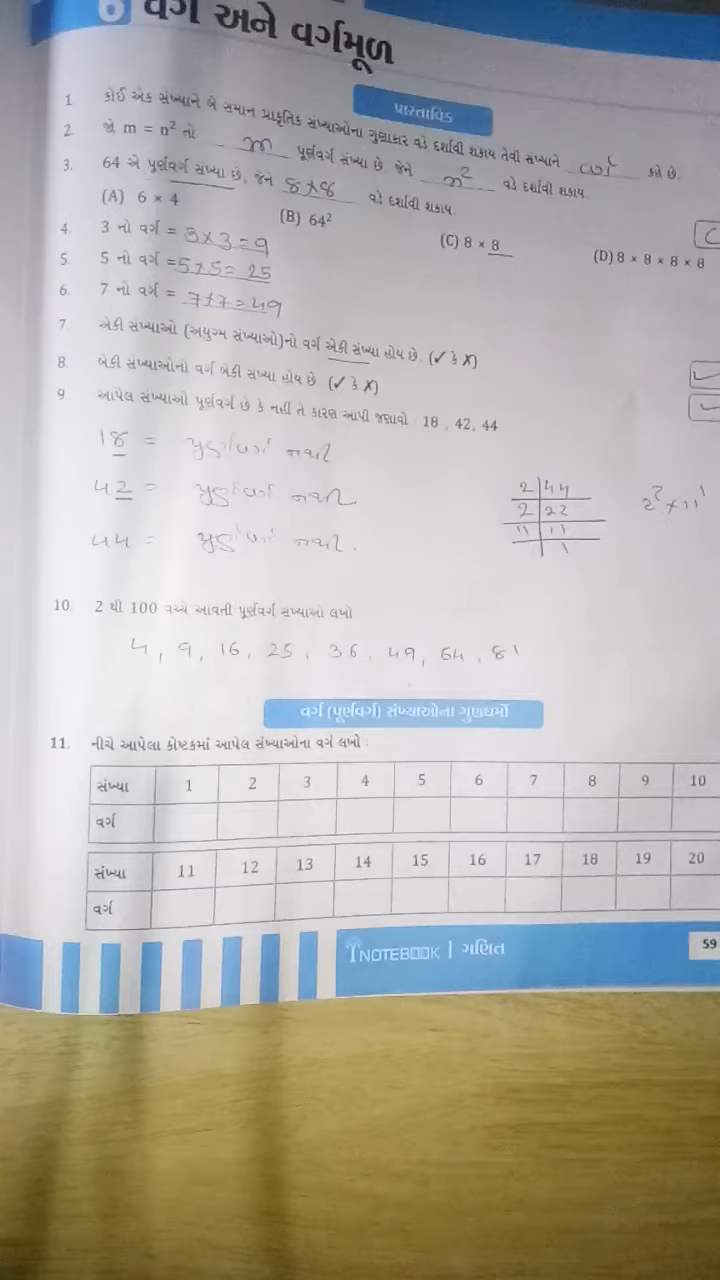 6 વર્ગ અને વર્ગમૂળ
પ્રાસ્તાવિક
1. કોઈ એક સંખ્યાને બે સમાન પ્રાકૃતિક સંખ્યાઓના ગુણાકાર વડે દર્શાવી શકાય તેવી સંખ્યાને વર્ગ કહે છે.
2. જો m = n² તો m પૂર્ણવર્ગ સંખ્યા છે, જેને n² વડે દર્શાવી શકાય.
3. 64 એ પૂર્ણવર્ગ સંખ્યા છે, જેને 8×8 વડે દર્શાવી શકાય.
(A) 6 × 4 (B) 64² (C) 8 × 8 (D) 8 × 8 × 8 × 8 C
4. 3 નો વર્ગ = 3×3=9
5. 5 નો વર્ગ =5×5= 25
6. 7 નો વર્ગ = 7×7=49
7. એકી સંખ્યાઓ (અયુગ્મ સંખ્યાઓ)નો વર્ગ એકી સંખ્યા હોય છે. (✓ કે ✗) ✓
8. બેકી સંખ્યાઓનો વર્ગ બેકી સંખ્યા હોય છે. (✓ કે ✗) ✓
9. આપેલ સંખ્યાઓ પૂર્ણવર્ગ છે કે નહીં તે કારણ આપી જણાવો : 18 , 42, 44
18 = પુર્ણવર્ગ નથી
42 = પુર્ણવર્ગ નથી
44 = પુર્ણવર્ગ નથી.
2 | 44
2 | 22
11 | 11
1
2² × 11¹
10. 2 થી 100 વચ્ચે આવતી પૂર્ણવર્ગ સંખ્યાઓ લખો
4, 9, 16, 25, 36, 49, 64, 81
વર્ગ (પૂર્ણવર્ગ) સંખ્યાઓના ગુણધર્મો
11. નીચે આપેલા કોષ્ટકમાં આપેલ સંખ્યાઓના વર્ગ લખો :
સંખ્યા 1 2 3 4 5 6 7 8 9 10
વર્ગ
સંખ્યા 11 12 13 14 15 16 17 18 19 20
વર્ગ
NOTEBOOK | ગણિત 59